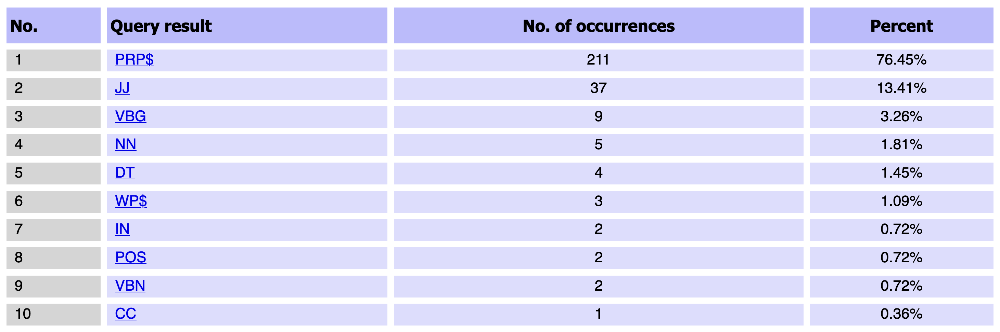 No. Query result No. of occurrences Percent
1 PRP$ 211 76.45%
2 JJ 37 13.41%
3 VBG 9 3.26%
4 NN 5 1.81%
5 DT 4 1.45%
6 WP$ 3 1.09%
7 IN 2 0.72%
8 POS 2 0.72%
9 VBN 2 0.72%
10 CC 1 0.36%